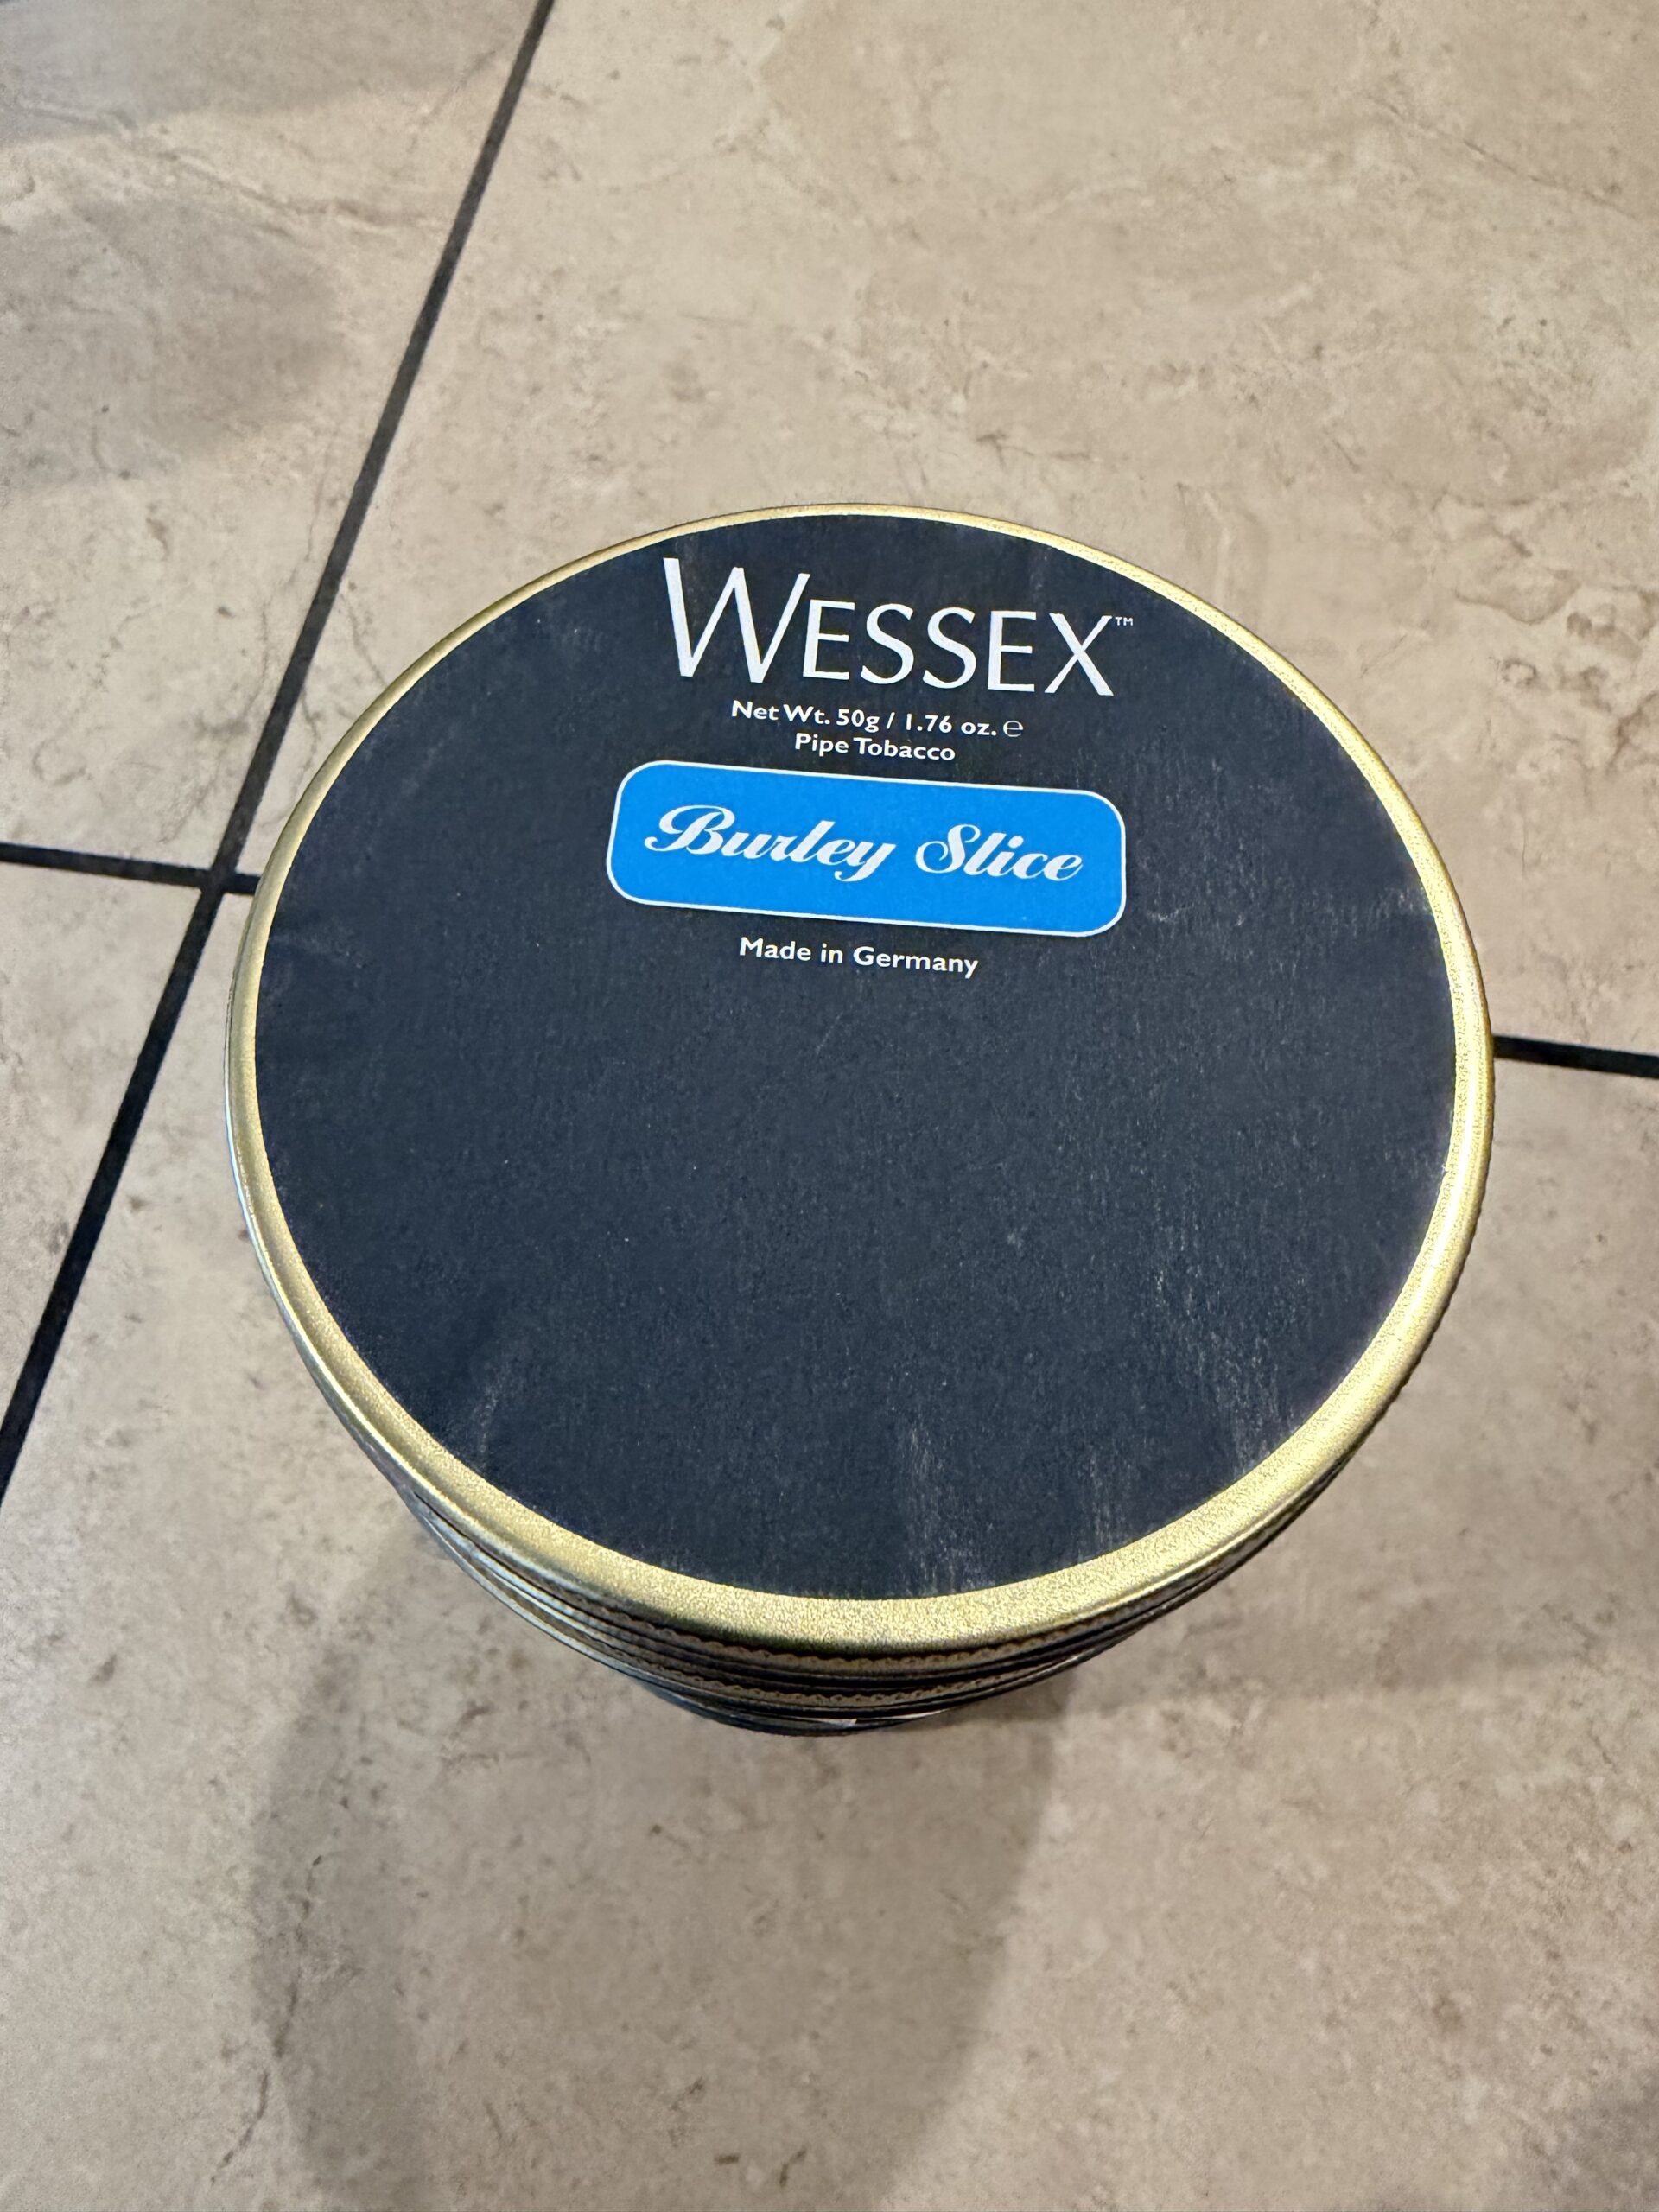 WESSEX™
Net Wt. 50g / 1.76 oz. ℮
Pipe Tobacco
Burley Slice
Made in Germany